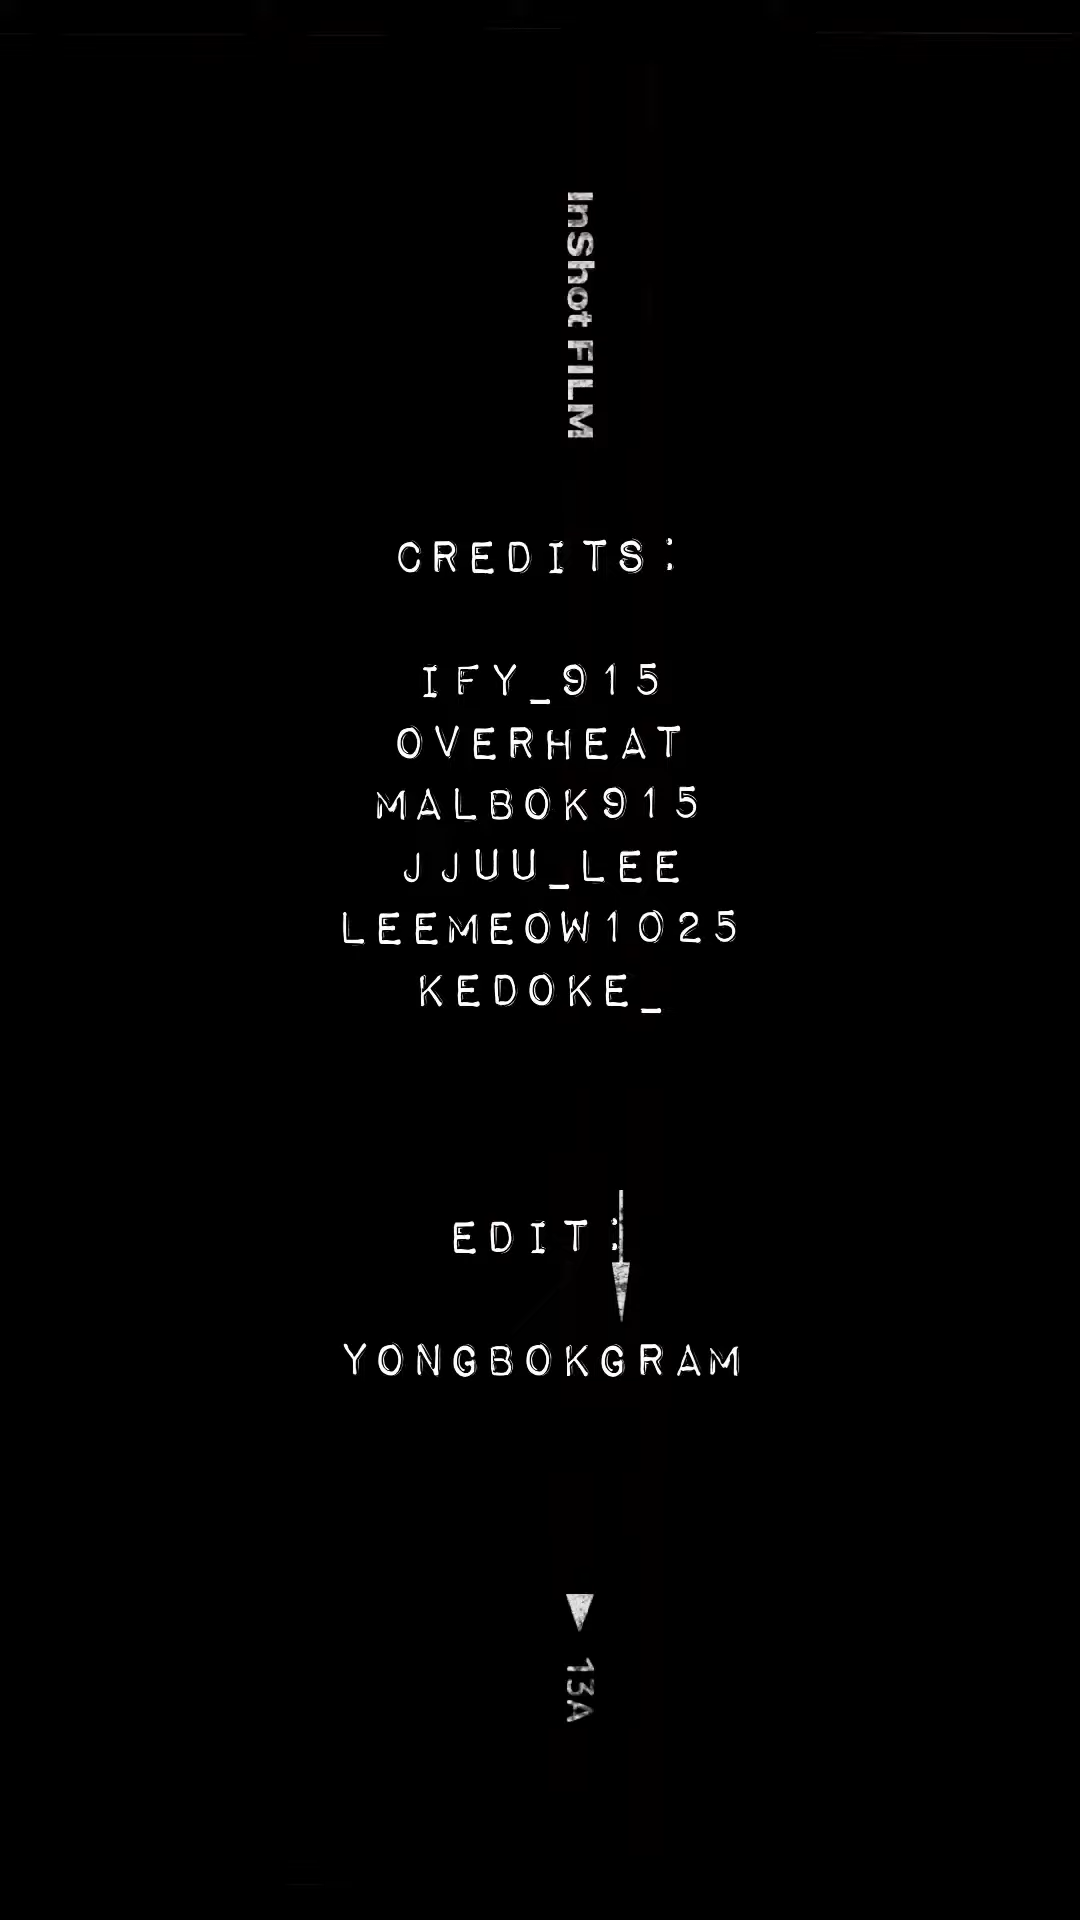 InShot FILM
CREDITS:
IFY_915
OVERHEAT
MALBOK915
JJUU_LEE
LEEMEOW1025
KEDOKE_
EDIT:
YONGBOKGRAM
13A